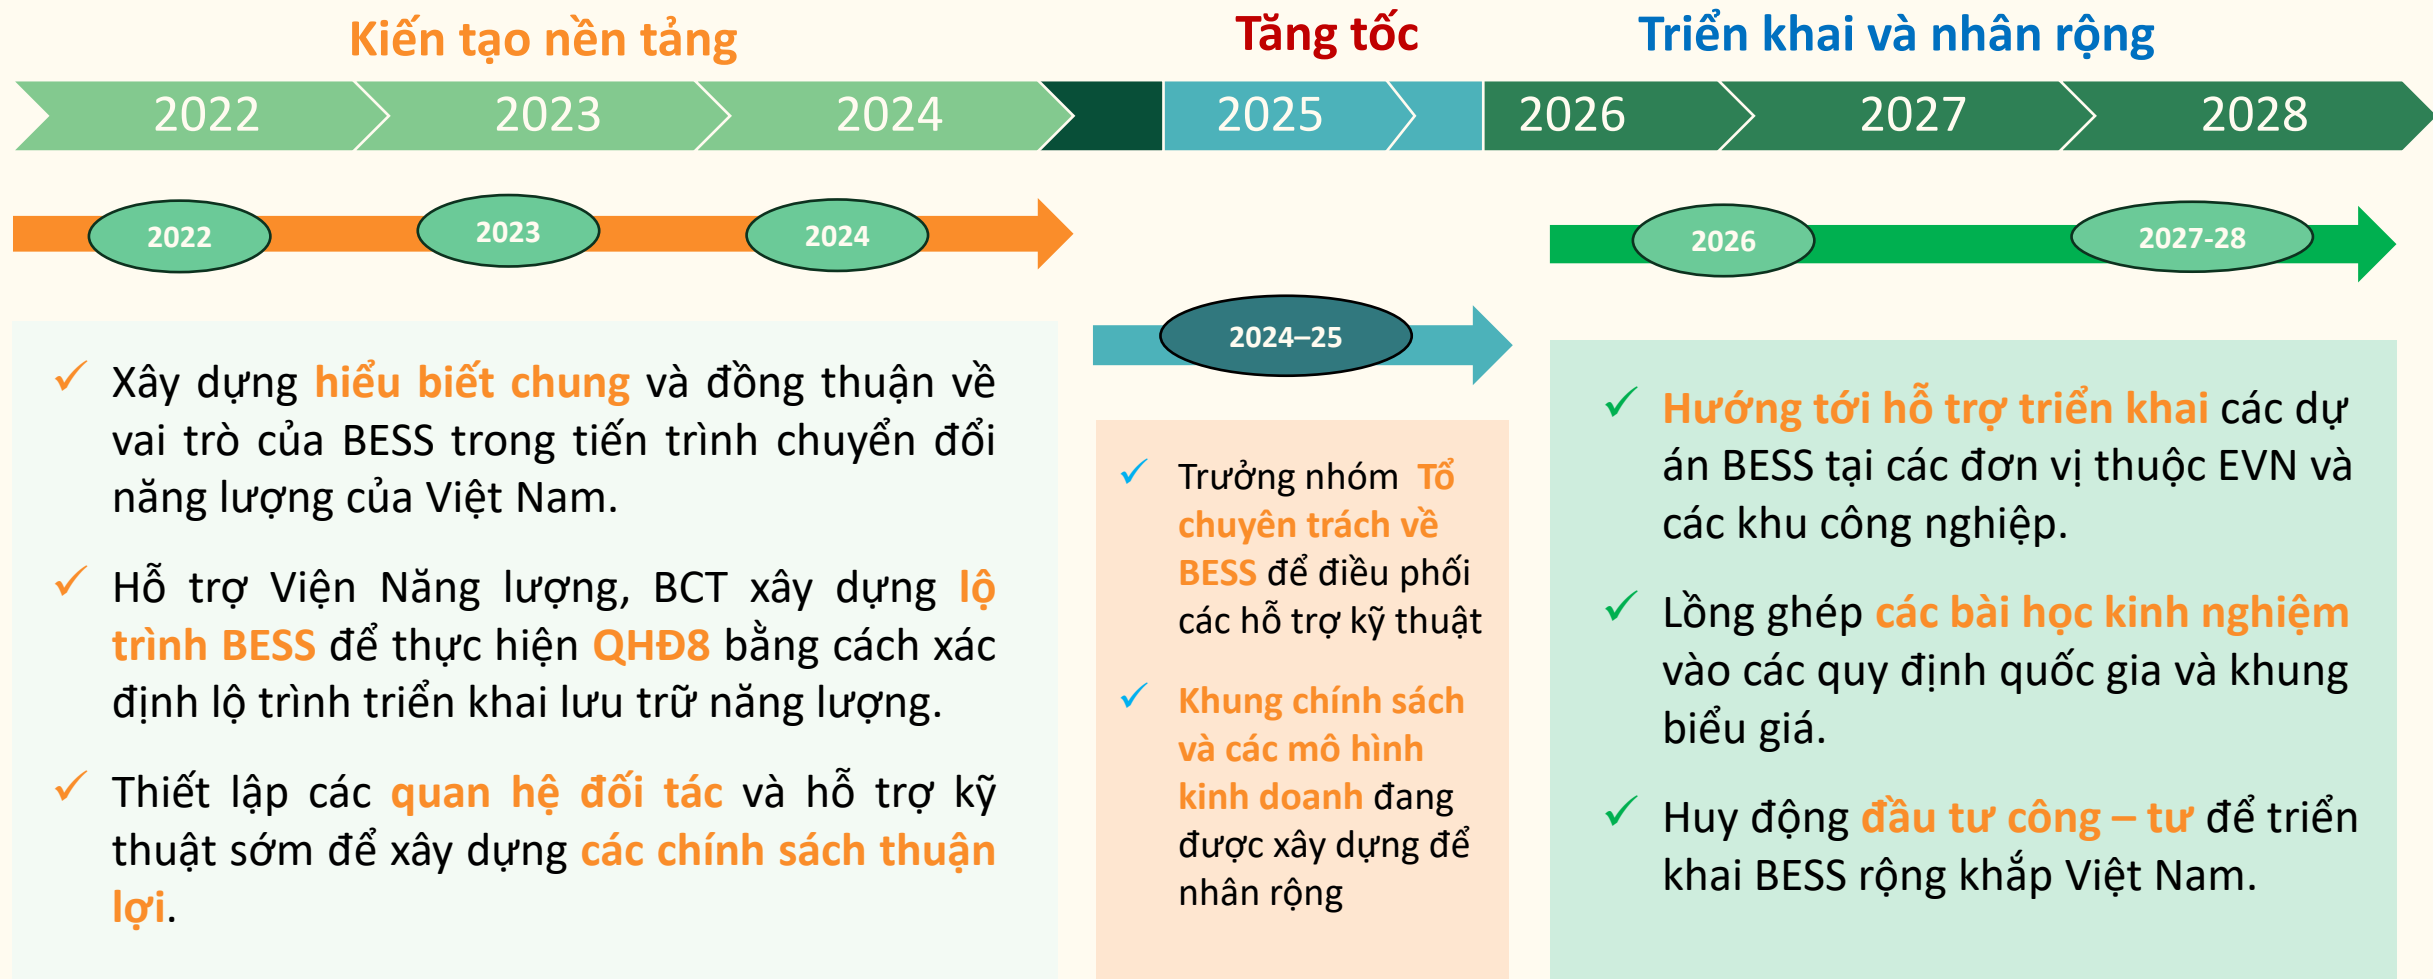 Kiến tạo nền tảng
Tăng tốc
Triển khai và nhân rộng
2022
2023
2024
2025
2026
2027
2028
2022
2023
2024
2026
2027-28
2024–25
Xây dựng hiểu biết chung và đồng thuận về
vai trò của BESS trong tiến trình chuyển đổi
năng lượng của Việt Nam.
Hỗ trợ Viện Năng lượng, BCT xây dựng lộ
trình BESS để thực hiện QHĐ8 bằng cách xác
định lộ trình triển khai lưu trữ năng lượng.
Thiết lập các quan hệ đối tác và hỗ trợ kỹ
thuật sớm để xây dựng các chính sách thuận
lợi.
Trưởng nhóm Tổ
chuyên trách về
BESS để điều phối
các hỗ trợ kỹ thuật
Khung chính sách
và các mô hình
kinh doanh đang
được xây dựng để
nhân rộng
Hướng tới hỗ trợ triển khai các dự
án BESS tại các đơn vị thuộc EVN và
các khu công nghiệp.
Lồng ghép các bài học kinh nghiệm
vào các quy định quốc gia và khung
biểu giá.
Huy động đầu tư công – tư để triển
khai BESS rộng khắp Việt Nam.